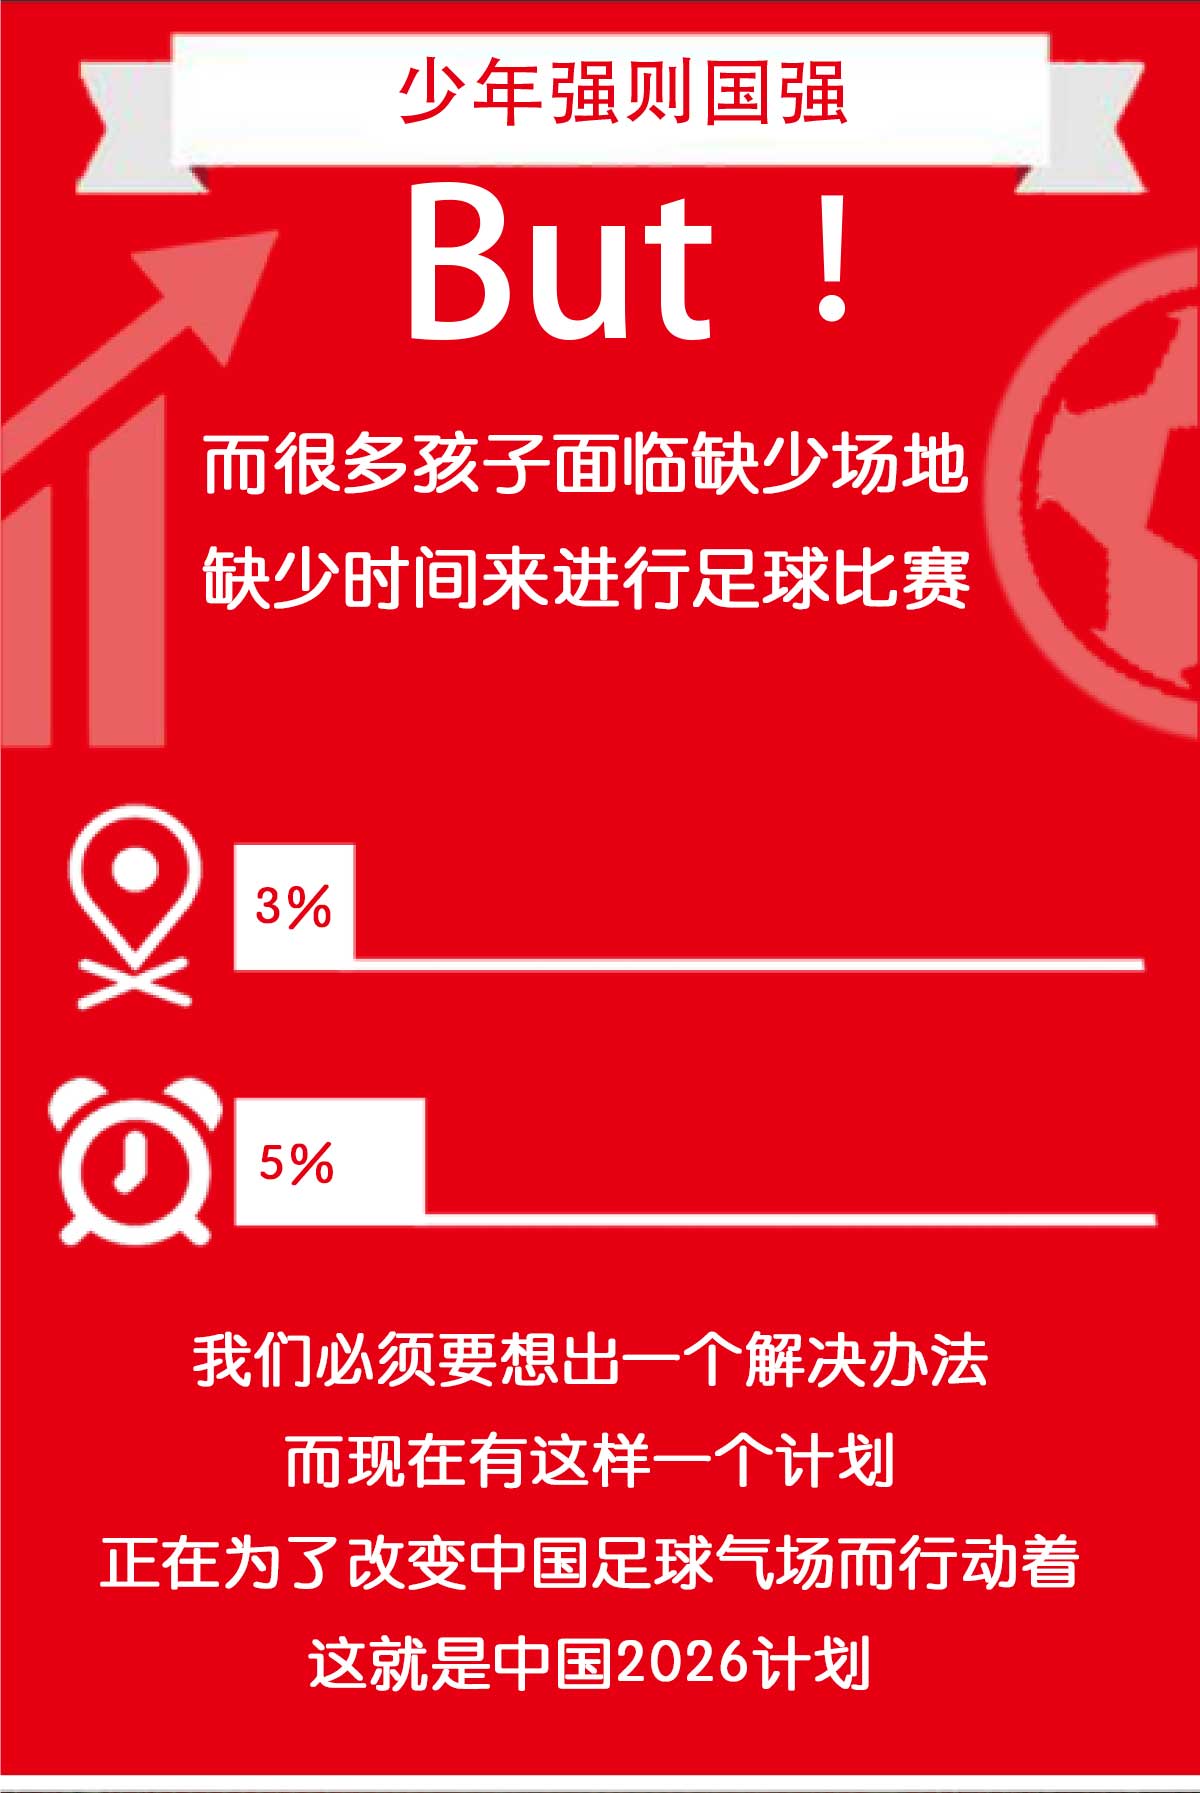 少年强则国强
But！
而很多孩子面临缺少场地
缺少时间来进行足球比赛
3%
5%
我们必须要想出一个解决办法
而现在有这样一个计划
正在为了改变中国足球气场而行动着
这就是中国2026计划